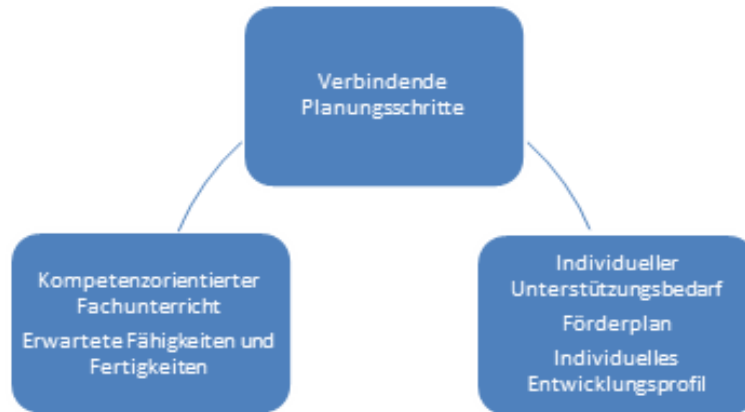 Verbindende
Planungsschritte
Kompetenzorientierter
Fachunterricht
Erwartete Fähigkeiten und
Fertigkeiten
Individueller
Unterstützungsbedarf
Förderplan
Individuelles
Entwicklungsprofil